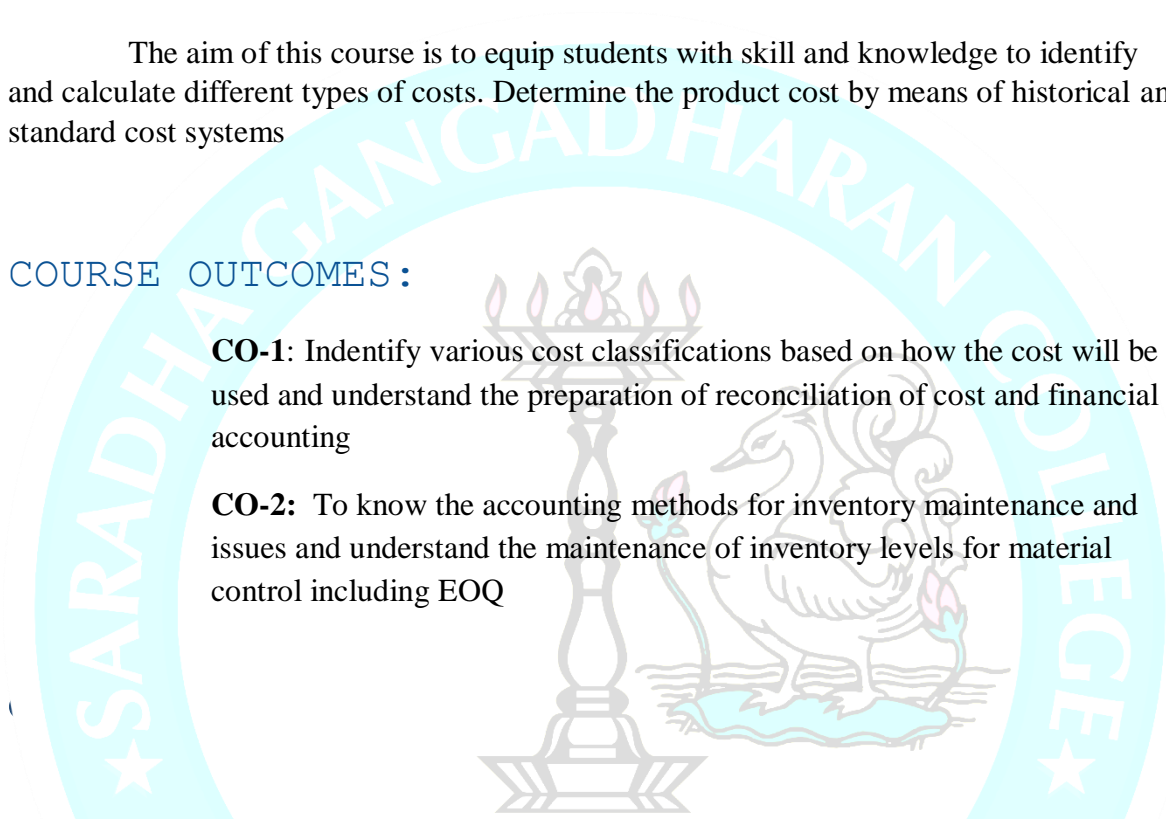 The aim of this course is to equip students with skill and knowledge to identify
and calculate different types of costs. Determine the product cost by means of historical an
standard cost systems
COURSE OUTCOMES:
CO-1: Indentify various cost classifications based on how the cost will be
used and understand the preparation of reconciliation of cost and financial
accounting
CO-2: To know the accounting methods for inventory maintenance and
issues and understand the maintenance of inventory levels for material
control including EOQ
SARADHA GANGADHARAN COLLEGE